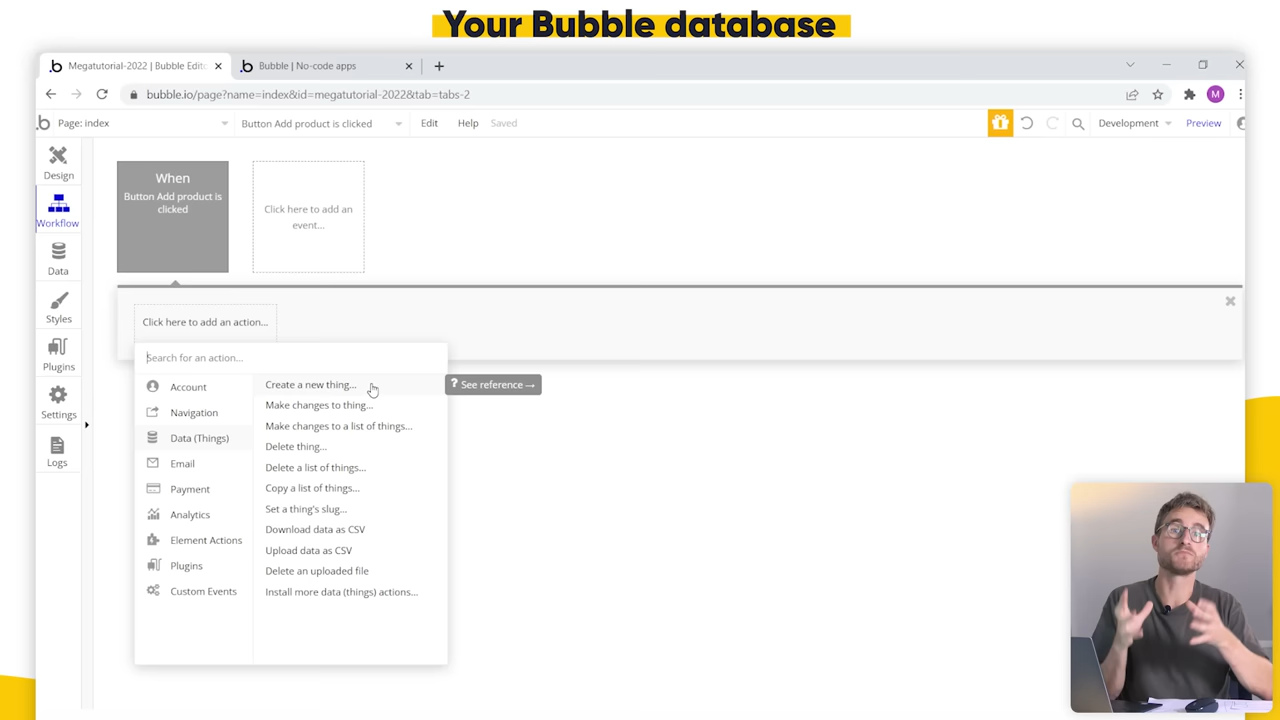 Your Bubble database
Megatutorial-2022 | Bubble Edito
Bubble | No-code apps
bubble.io/page?name=index&id=megatutorial-2022&tab=tabs-2
M
Page: index
Button Add product is clicked
Edit
Help
Saved
Development
Preview
Design
Workflow
Data
Styles
Plugins
Settings
Logs
When
Button Add product is
clicked
Click here to add an
event...
Click here to add an action...
Search for an action...
Account
Navigation
Data (Things)
Email
Payment
Analytics
Element Actions
Plugins
Custom Events
Create a new thing...
Make changes to thing...
Make changes to a list of things...
Delete thing...
Delete a list of things...
Copy a list of things...
Set a thing's slug...
Download data as CSV
Upload data as CSV
Delete an uploaded file
Install more data (things) actions...
? See reference →